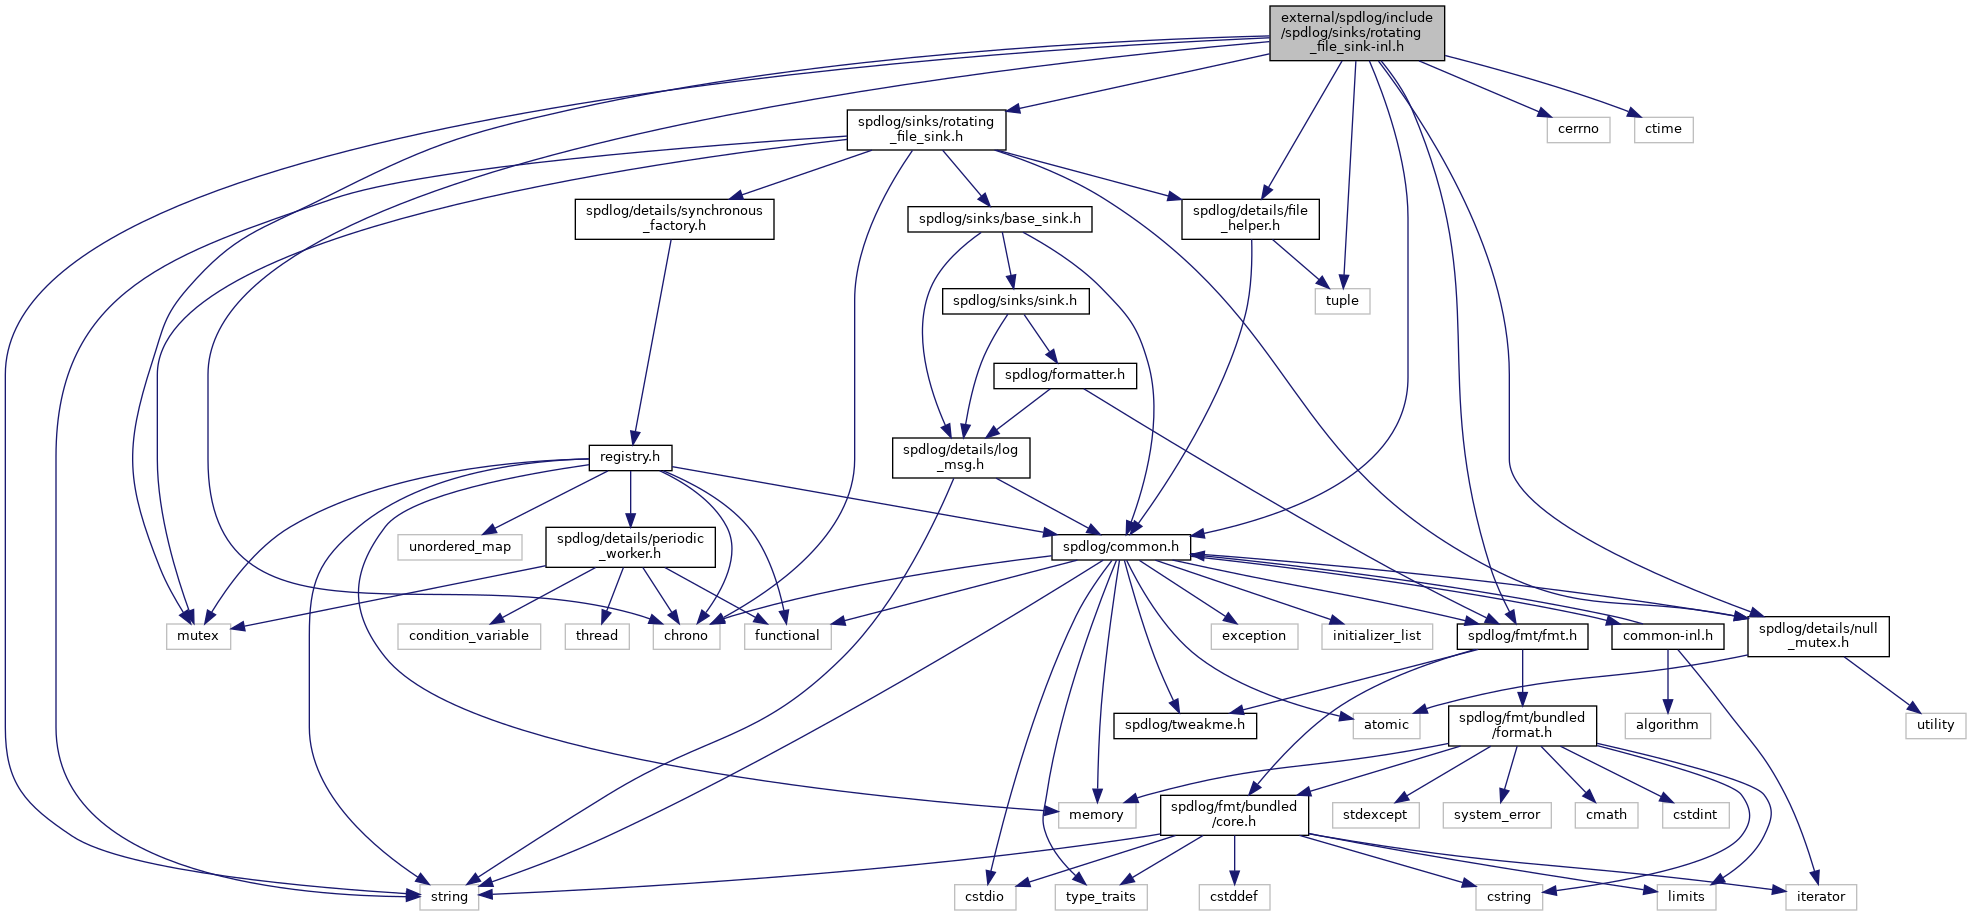 external/spdlog/include
/spdlog/sinks/rotating
_file_sink-inl.h
spdlog/sinks/rotating
_file_sink.h
cerrno
ctime
spdlog/details/synchronous
_factory.h
spdlog/sinks/base_sink.h
spdlog/details/file
_helper.h
spdlog/sinks/sink.h
tuple
spdlog/formatter.h
registry.h
spdlog/details/log
_msg.h
unordered_map
spdlog/details/periodic
_worker.h
spdlog/common.h
mutex
condition_variable
thread
chrono
functional
exception
initializer_list
spdlog/fmt/fmt.h
common-inl.h
spdlog/details/null
_mutex.h
spdlog/tweakme.h
atomic
spdlog/fmt/bundled
/format.h
algorithm
utility
memory
spdlog/fmt/bundled
/core.h
stdexcept
system_error
cmath
cstdint
string
cstdio
type_traits
cstddef
cstring
limits
iterator